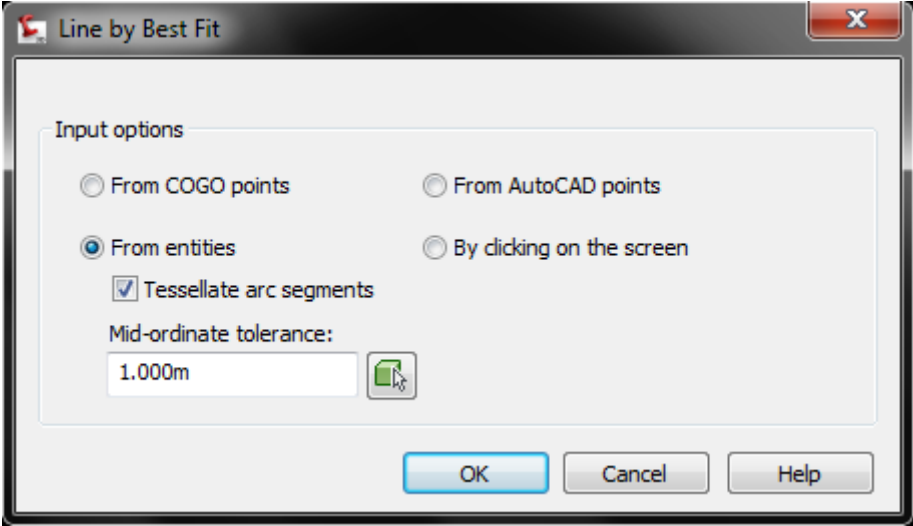 Line by Best Fit
Input options
From COGO points
From AutoCAD points
From entities
By clicking on the screen
Tessellate arc segments
Mid-ordinate tolerance:
1.000m
OK
Cancel
Help